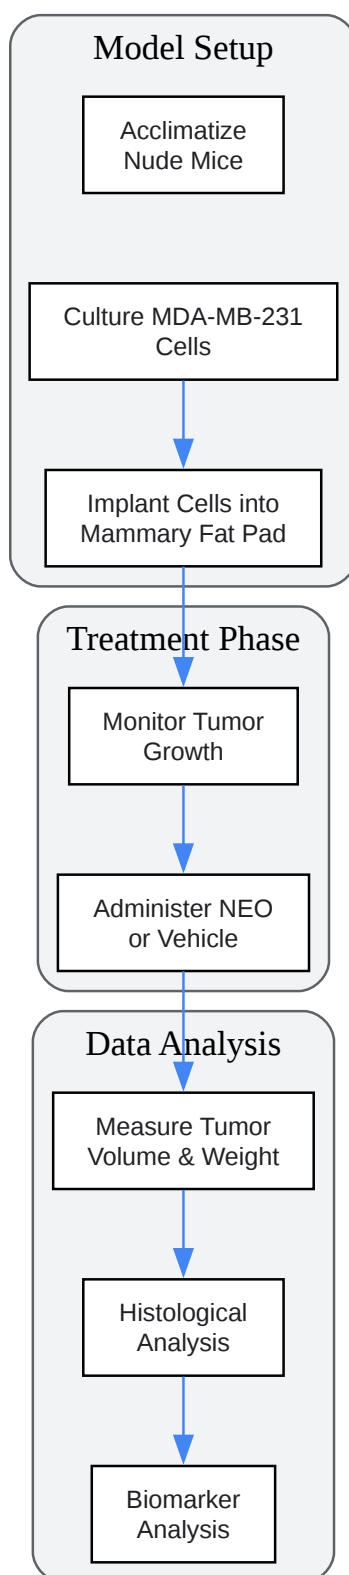 Model Setup
Acclimatize
Nude Mice
Culture MDA-MB-231
Cells
Implant Cells into
Mammary Fat Pad
Treatment Phase
Monitor Tumor
Growth
Administer NEO
or Vehicle
Data Analysis
Measure Tumor
Volume & Weight
Histological
Analysis
Biomarker
Analysis